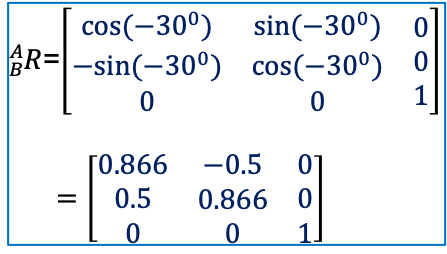 A/B R= [cos(−30⁰) sin(−30⁰) 0
−sin(−30⁰) cos(−30⁰) 0
0 0 1]
= [0.866 −0.5 0
0.5 0.866 0
0 0 1]